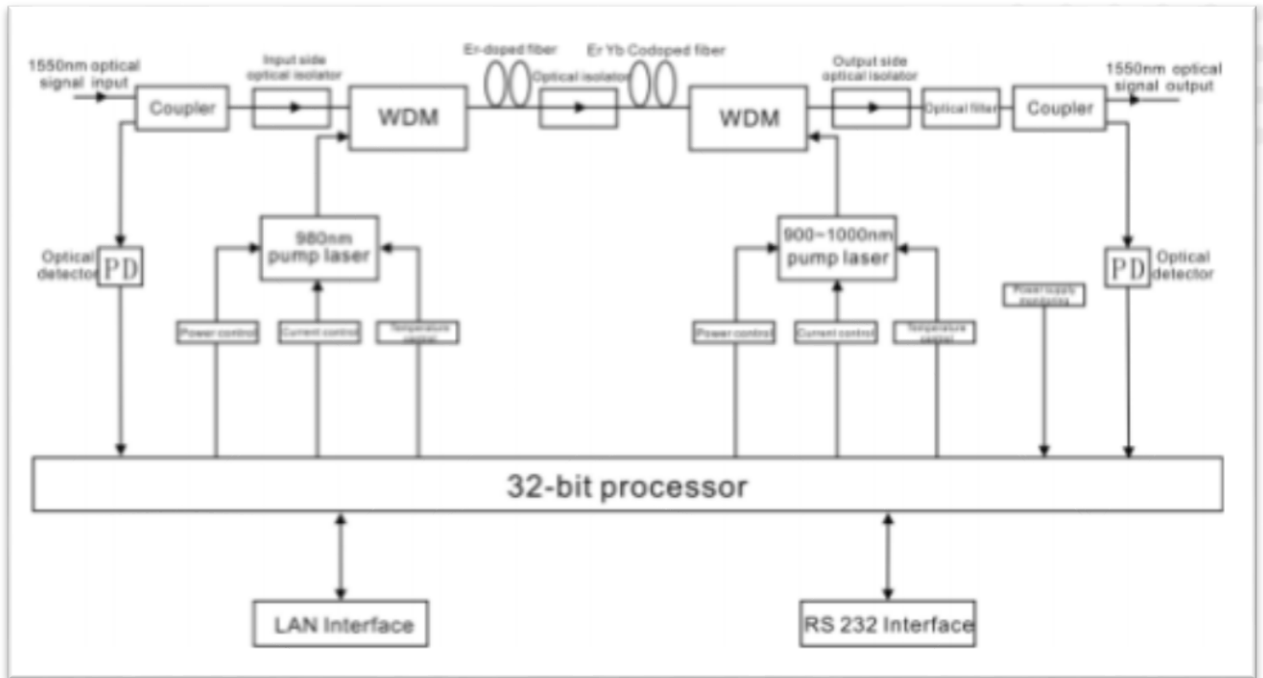 Er-doped fiber
Er Yb Codoped fiber
1550nm optical
signal input
Input side
optical isolator
Optical isolator
Output side
optical isolator
1550nm optical
signal output
Coupler
WDM
WDM
Optical filter
Coupler
980nm
pump laser
900~1000nm
pump laser
Optical
detector
PD
PD
Optical
detector
Power supply
monitoring
Power control
Current control
Temperature
control
Power control
Current control
Temperature
control
32-bit processor
LAN Interface
RS 232 Interface